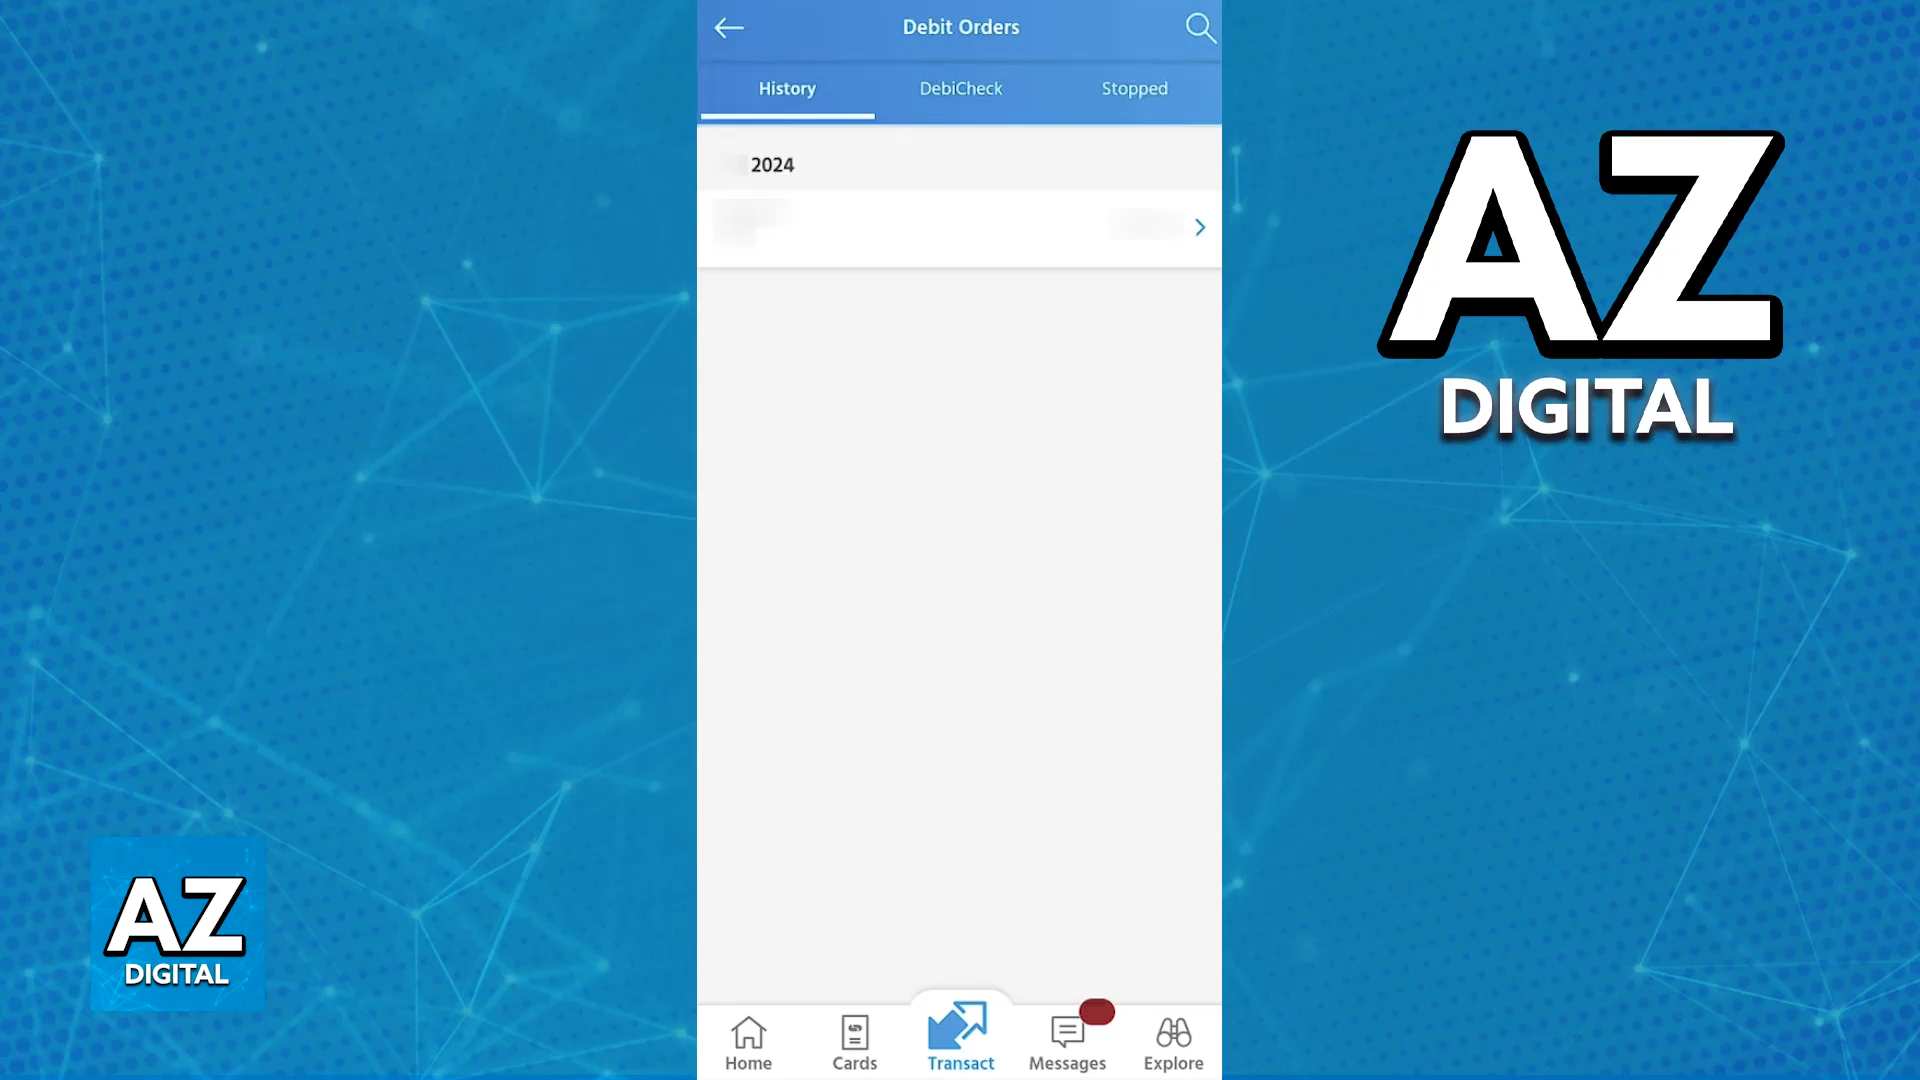 Debit Orders
History
DebiCheck
Stopped
2024
AZ
DIGITAL
AZ
DIGITAL
Home
Cards
Transact
Messages
Explore